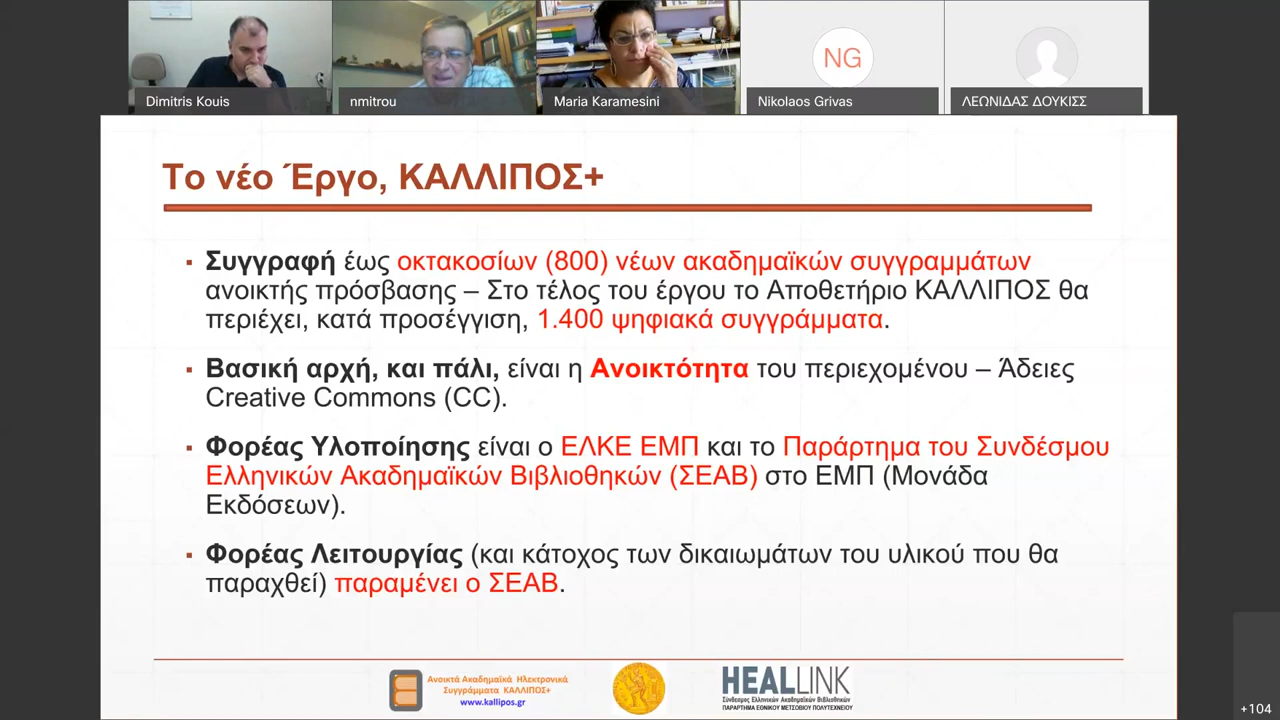 NG
Dimitris Kouis
nmitrou
Maria Karamesini
Nikolaos Grivas
ΛΕΩΝΙΔΑΣ ΔΟΥΚΙΣΣ
Το νέο Έργο, ΚΑΛΛΙΠΟΣ+
▪ Συγγραφή έως οκτακοσίων (800) νέων ακαδημαϊκών συγγραμμάτων
ανοικτής πρόσβασης – Στο τέλος του έργου το Αποθετήριο ΚΑΛΛΙΠΟΣ θα
περιέχει, κατά προσέγγιση, 1.400 ψηφιακά συγγράμματα.
▪ Βασική αρχή, και πάλι, είναι η Ανοικτότητα του περιεχομένου – Άδειες
Creative Commons (CC).
▪ Φορέας Υλοποίησης είναι ο ΕΛΚΕ ΕΜΠ και το Παράρτημα του Συνδέσμου
Ελληνικών Ακαδημαϊκών Βιβλιοθηκών (ΣΕΑΒ) στο ΕΜΠ (Μονάδα
Εκδόσεων).
▪ Φορέας Λειτουργίας (και κάτοχος των δικαιωμάτων του υλικού που θα
παραχθεί) παραμένει ο ΣΕΑΒ.
Ανοικτά Ακαδημαϊκά Ηλεκτρονικά
Συγγράμματα ΚΑΛΛΙΠΟΣ+
www.kallipos.gr
HEALLINK
Σύνδεσμος Ελληνικών Ακαδημαϊκών Βιβλιοθηκών
ΠΑΡΑΡΤΗΜΑ ΕΘΝΙΚΟΥ ΜΕΤΣΟΒΙΟΥ ΠΟΛΥΤΕΧΝΕΙΟΥ
+104